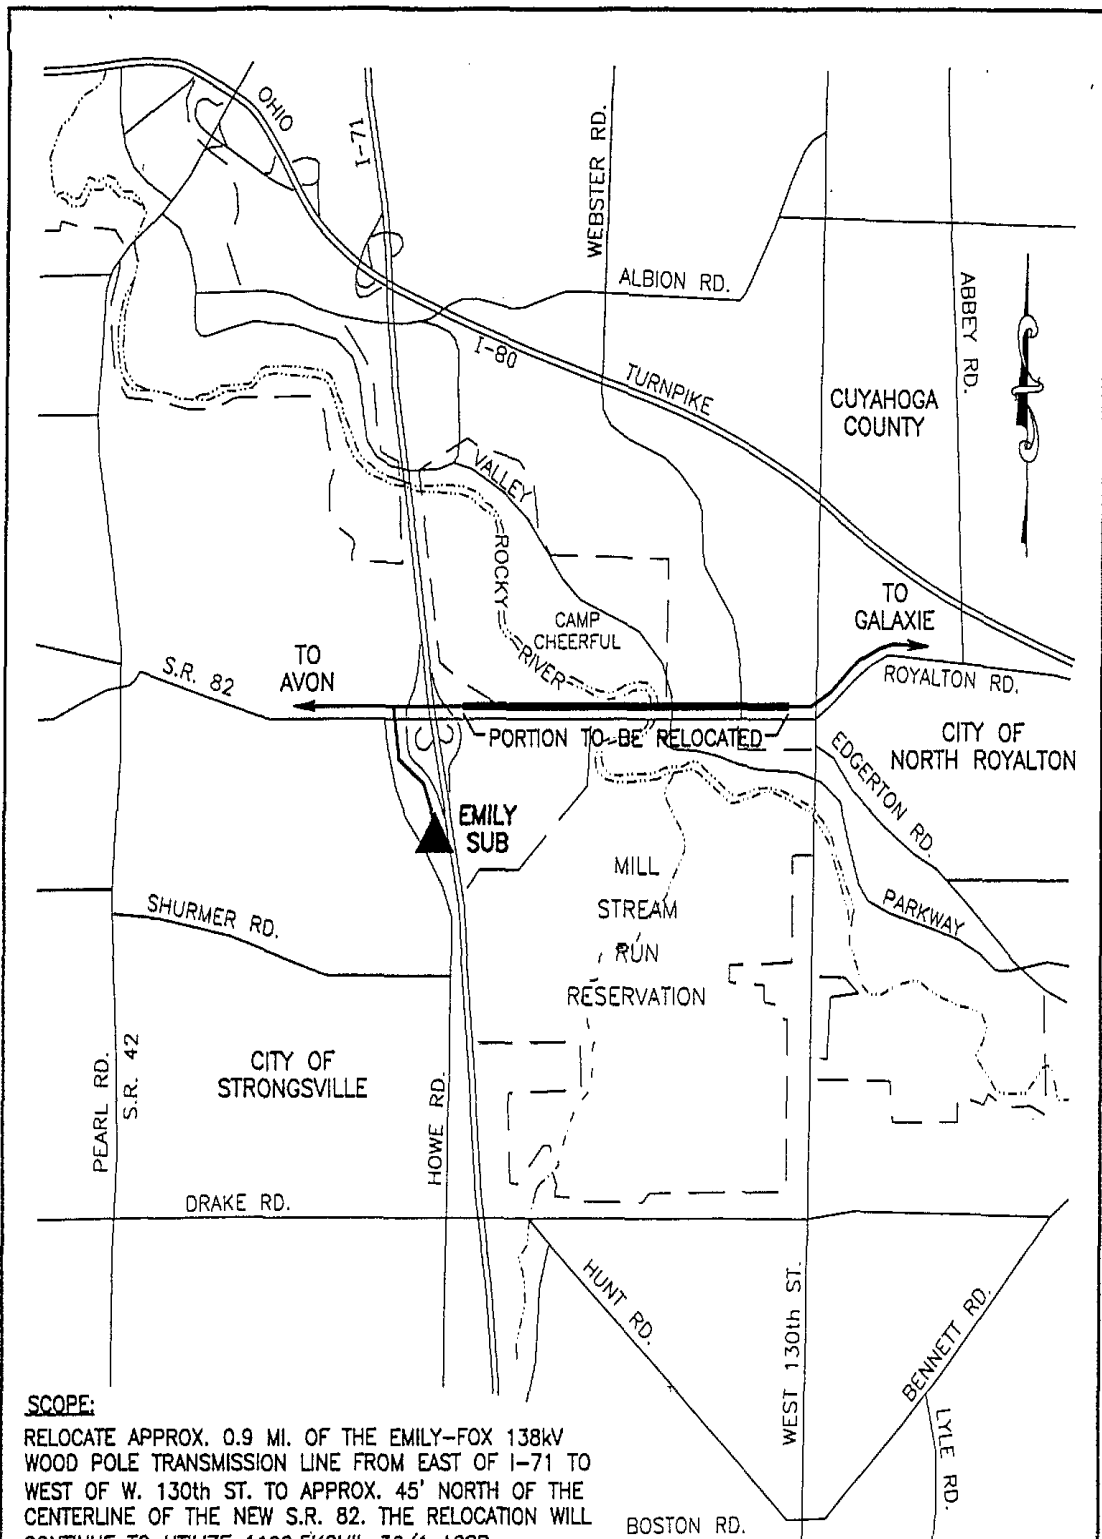 OHIO
I-71
WEBSTER RD.
ALBION RD.
ABBEY RD.
I-80
TURNPIKE
CUYAHOGA
COUNTY
VALLEY
ROCKY
RIVER
CAMP
CHEERFUL
TO
GALAXIE
S.R. 82
TO
AVON
ROYALTON RD.
PORTION TO BE RELOCATED
CITY OF
NORTH ROYALTON
EDGERTON RD.
EMILY
SUB
MILL
STREAM
RUN
RESERVATION
PARKWAY
SHURMER RD.
CITY OF
STRONGSVILLE
PEARL RD.
S.R. 42
HOWE RD.
DRAKE RD.
HUNT RD.
WEST 130th ST.
BENNETT RD.
LYLE RD.
BOSTON RD.
SCOPE:
RELOCATE APPROX. 0.9 MI. OF THE EMILY-FOX 138kV
WOOD POLE TRANSMISSION LINE FROM EAST OF I-71 TO
WEST OF W. 130th ST. TO APPROX. 45' NORTH OF THE
CENTERLINE OF THE NEW S.R. 82. THE RELOCATION WILL
CONTINUE TO UTILIZE